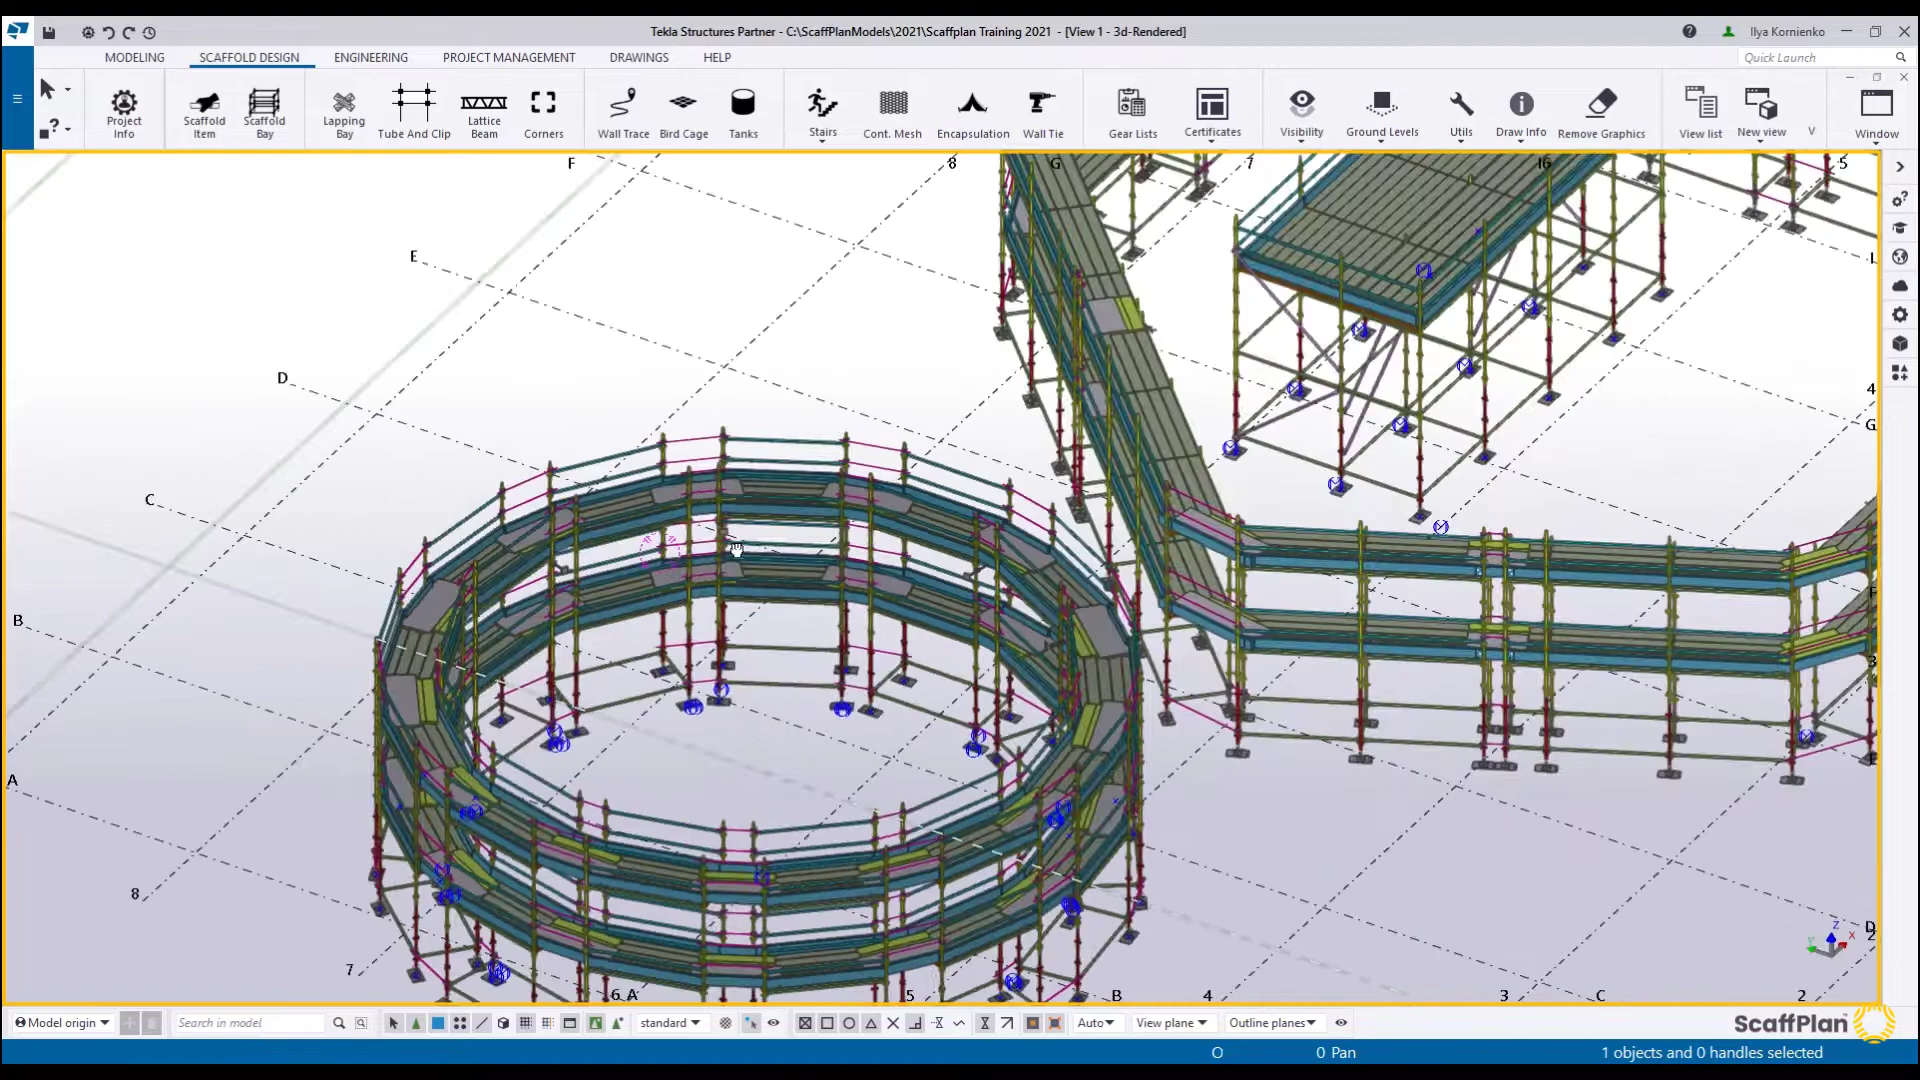 Tekla Structures Partner - C:\ScaffPlanModels\2021\Scaffplan Training 2021 - [View 1 - 3d-Rendered]
Ilya Kornienko
MODELING SCAFFOLD DESIGN ENGINEERING PROJECT MANAGEMENT DRAWINGS HELP
Quick Launch
Project Info
Scaffold Item
Scaffold Bay
Lapping Bay
Tube And Clip
Lattice Beam
Corners
Wall Trace
Bird Cage
Tanks
Stairs
Cont. Mesh
Encapsulation
Wall Tie
Gear Lists
Certificates
Visibility
Ground Levels
Utils
Draw Info
Remove Graphics
View list
New view
Window
F 8 G 7 5
E
D
4
G
C
B
A
8
7
D
2
Z
X
6 A 5 B 4 3 C 2
Model origin
Search in model
standard
Auto
View plane
Outline planes
ScaffPlan
O
0 Pan
1 objects and 0 handles selected